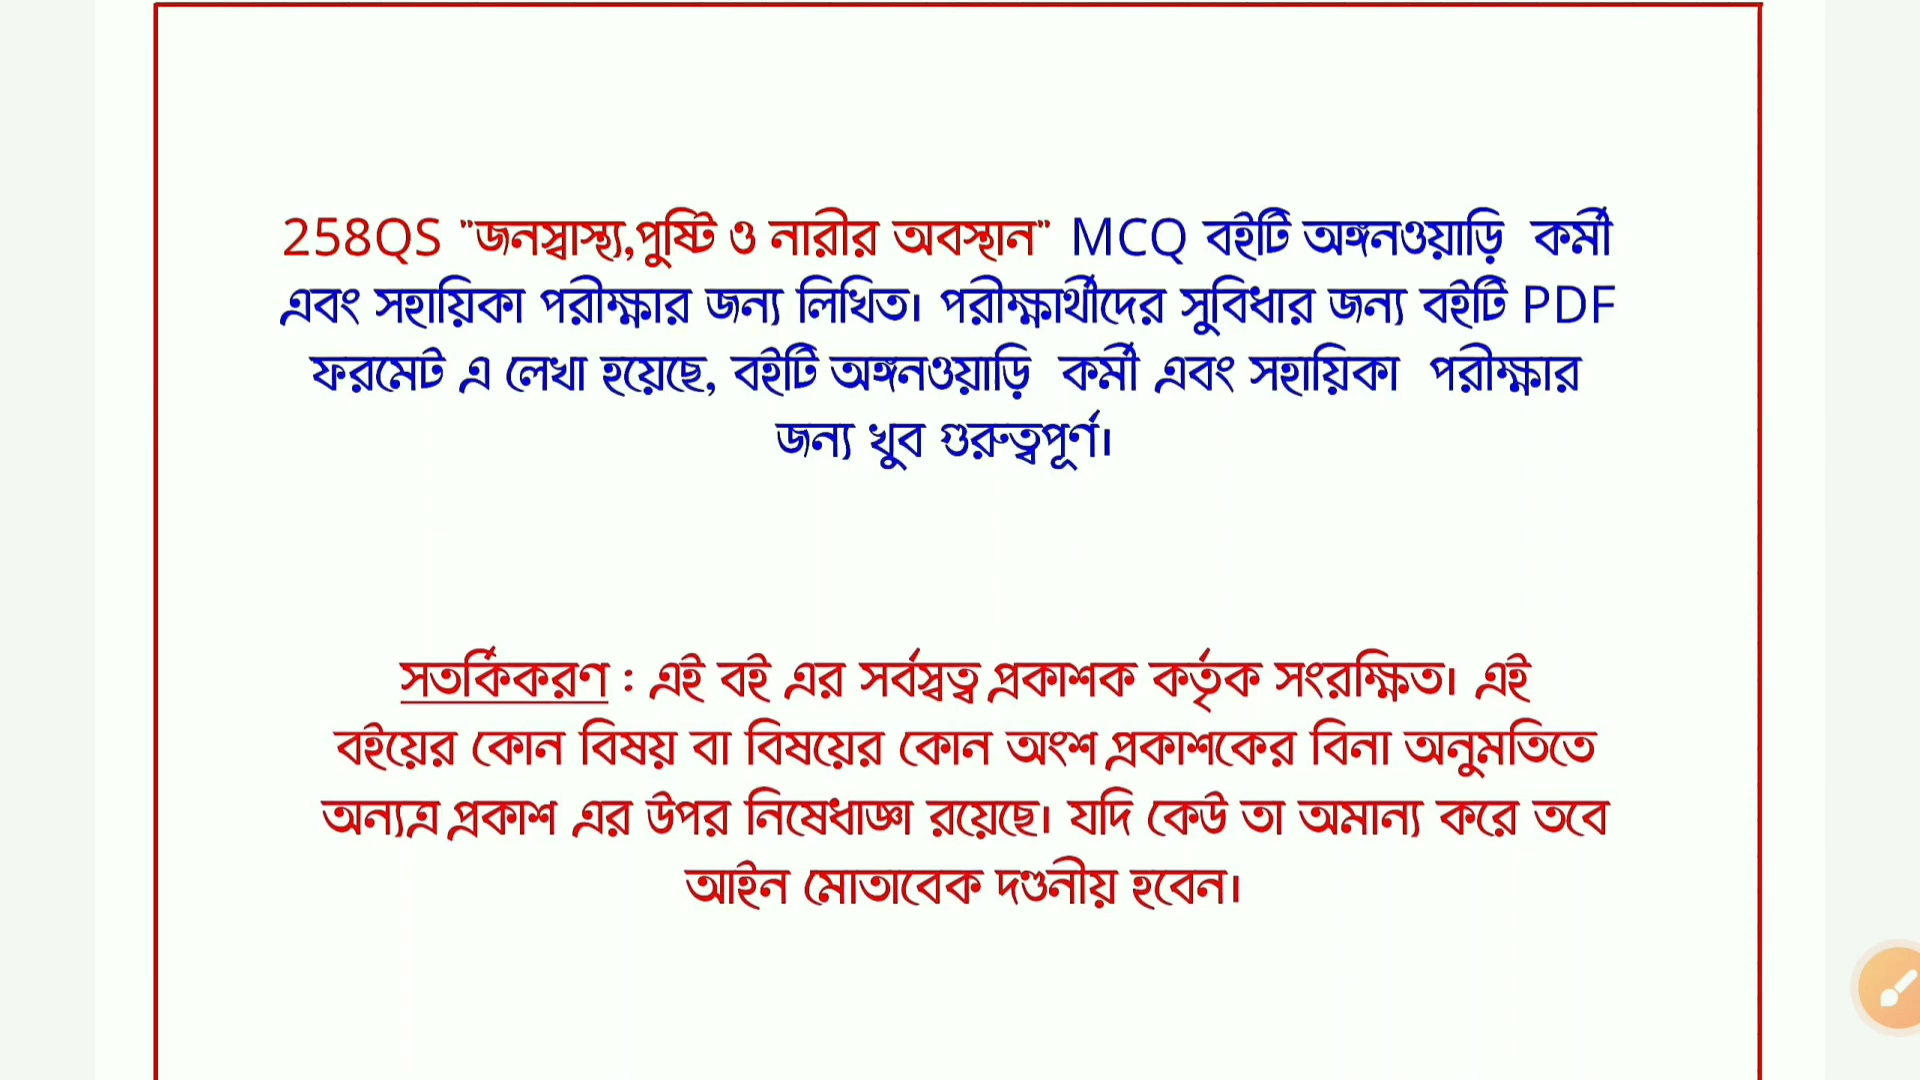 258QS "জনস্বাস্থ্য,পুষ্টি ও নারীর অবস্থান" MCQ বইটি অঙ্গনওয়াড়ি কর্মী
এবং সহায়িকা পরীক্ষার জন্য লিখিত। পরীক্ষার্থীদের সুবিধার জন্য বইটি PDF
ফরমেট এ লেখা হয়েছে, বইটি অঙ্গনওয়াড়ি কর্মী এবং সহায়িকা পরীক্ষার
জন্য খুব গুরুত্বপূর্ণ।
সতর্কিকরণ : এই বই এর সর্বস্বত্ব প্রকাশক কর্তৃক সংরক্ষিত। এই
বইয়ের কোন বিষয় বা বিষয়ের কোন অংশ প্রকাশকের বিনা অনুমতিতে
অন্যত্র প্রকাশ এর উপর নিষেধাজ্ঞা রয়েছে। যদি কেউ তা অমান্য করে তবে
আইন মোতাবেক দণ্ডনীয় হবেন।